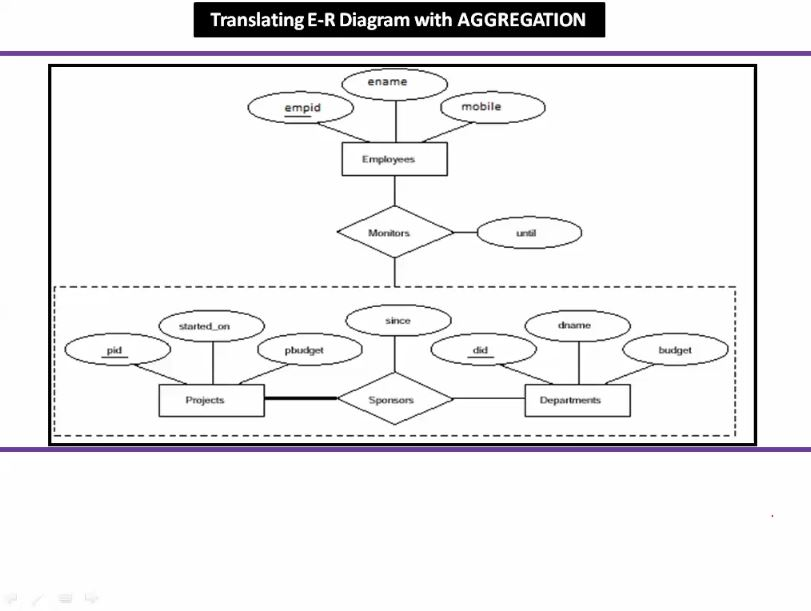 Translating E-R Diagram with AGGREGATION
ename
empid
mobile
Employees
Monitors
until
since
started_on
dname
pid
pbudget
did
budget
Projects
Sponsors
Departments